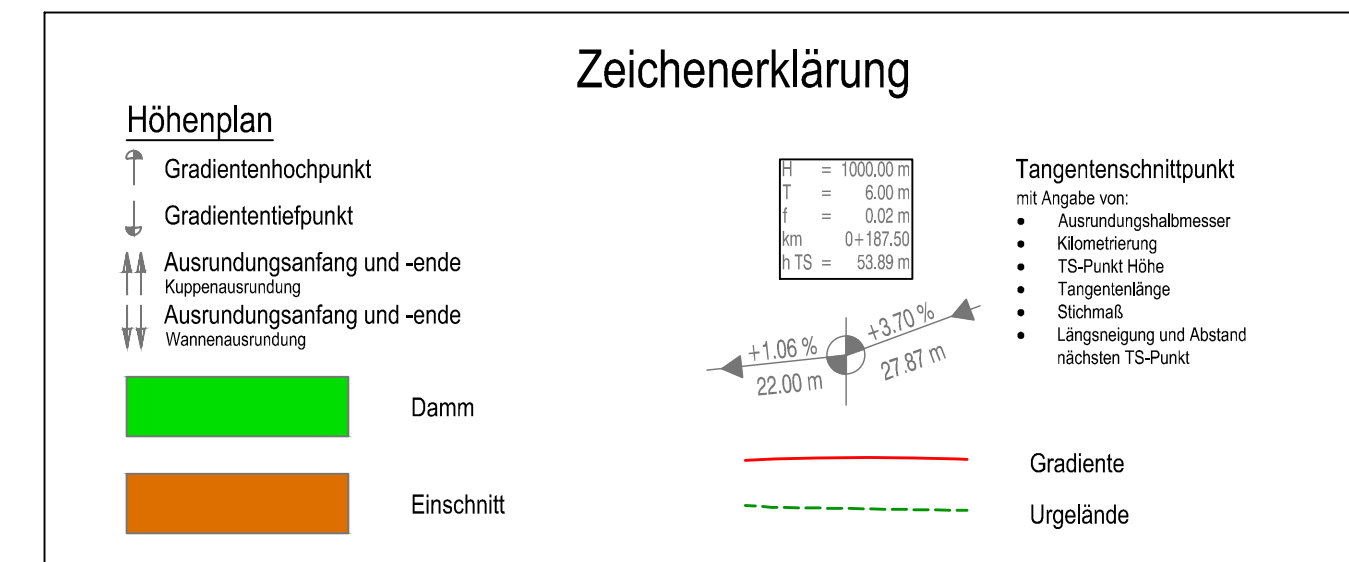 Zeichenerklärung
Höhenplan
Gradientenhochpunkt
Gradiententiefpunkt
Ausrundungsanfang und -ende
Kuppenausrundung
Ausrundungsanfang und -ende
Wannenausrundung
Damm
Einschnitt
H = 1000.00 m
T = 6.00 m
f = 0.02 m
km 0+187.50
h TS = 53.89 m
+1.06 %
22.00 m
+3.70 %
27.87 m
Tangentenschnittpunkt
mit Angabe von:
• Ausrundungshalbmesser
• Kilometrierung
• TS-Punkt Höhe
• Tangentenlänge
• Stichmaß
• Längsneigung und Abstand
nächsten TS-Punkt
Gradiente
Urgelände